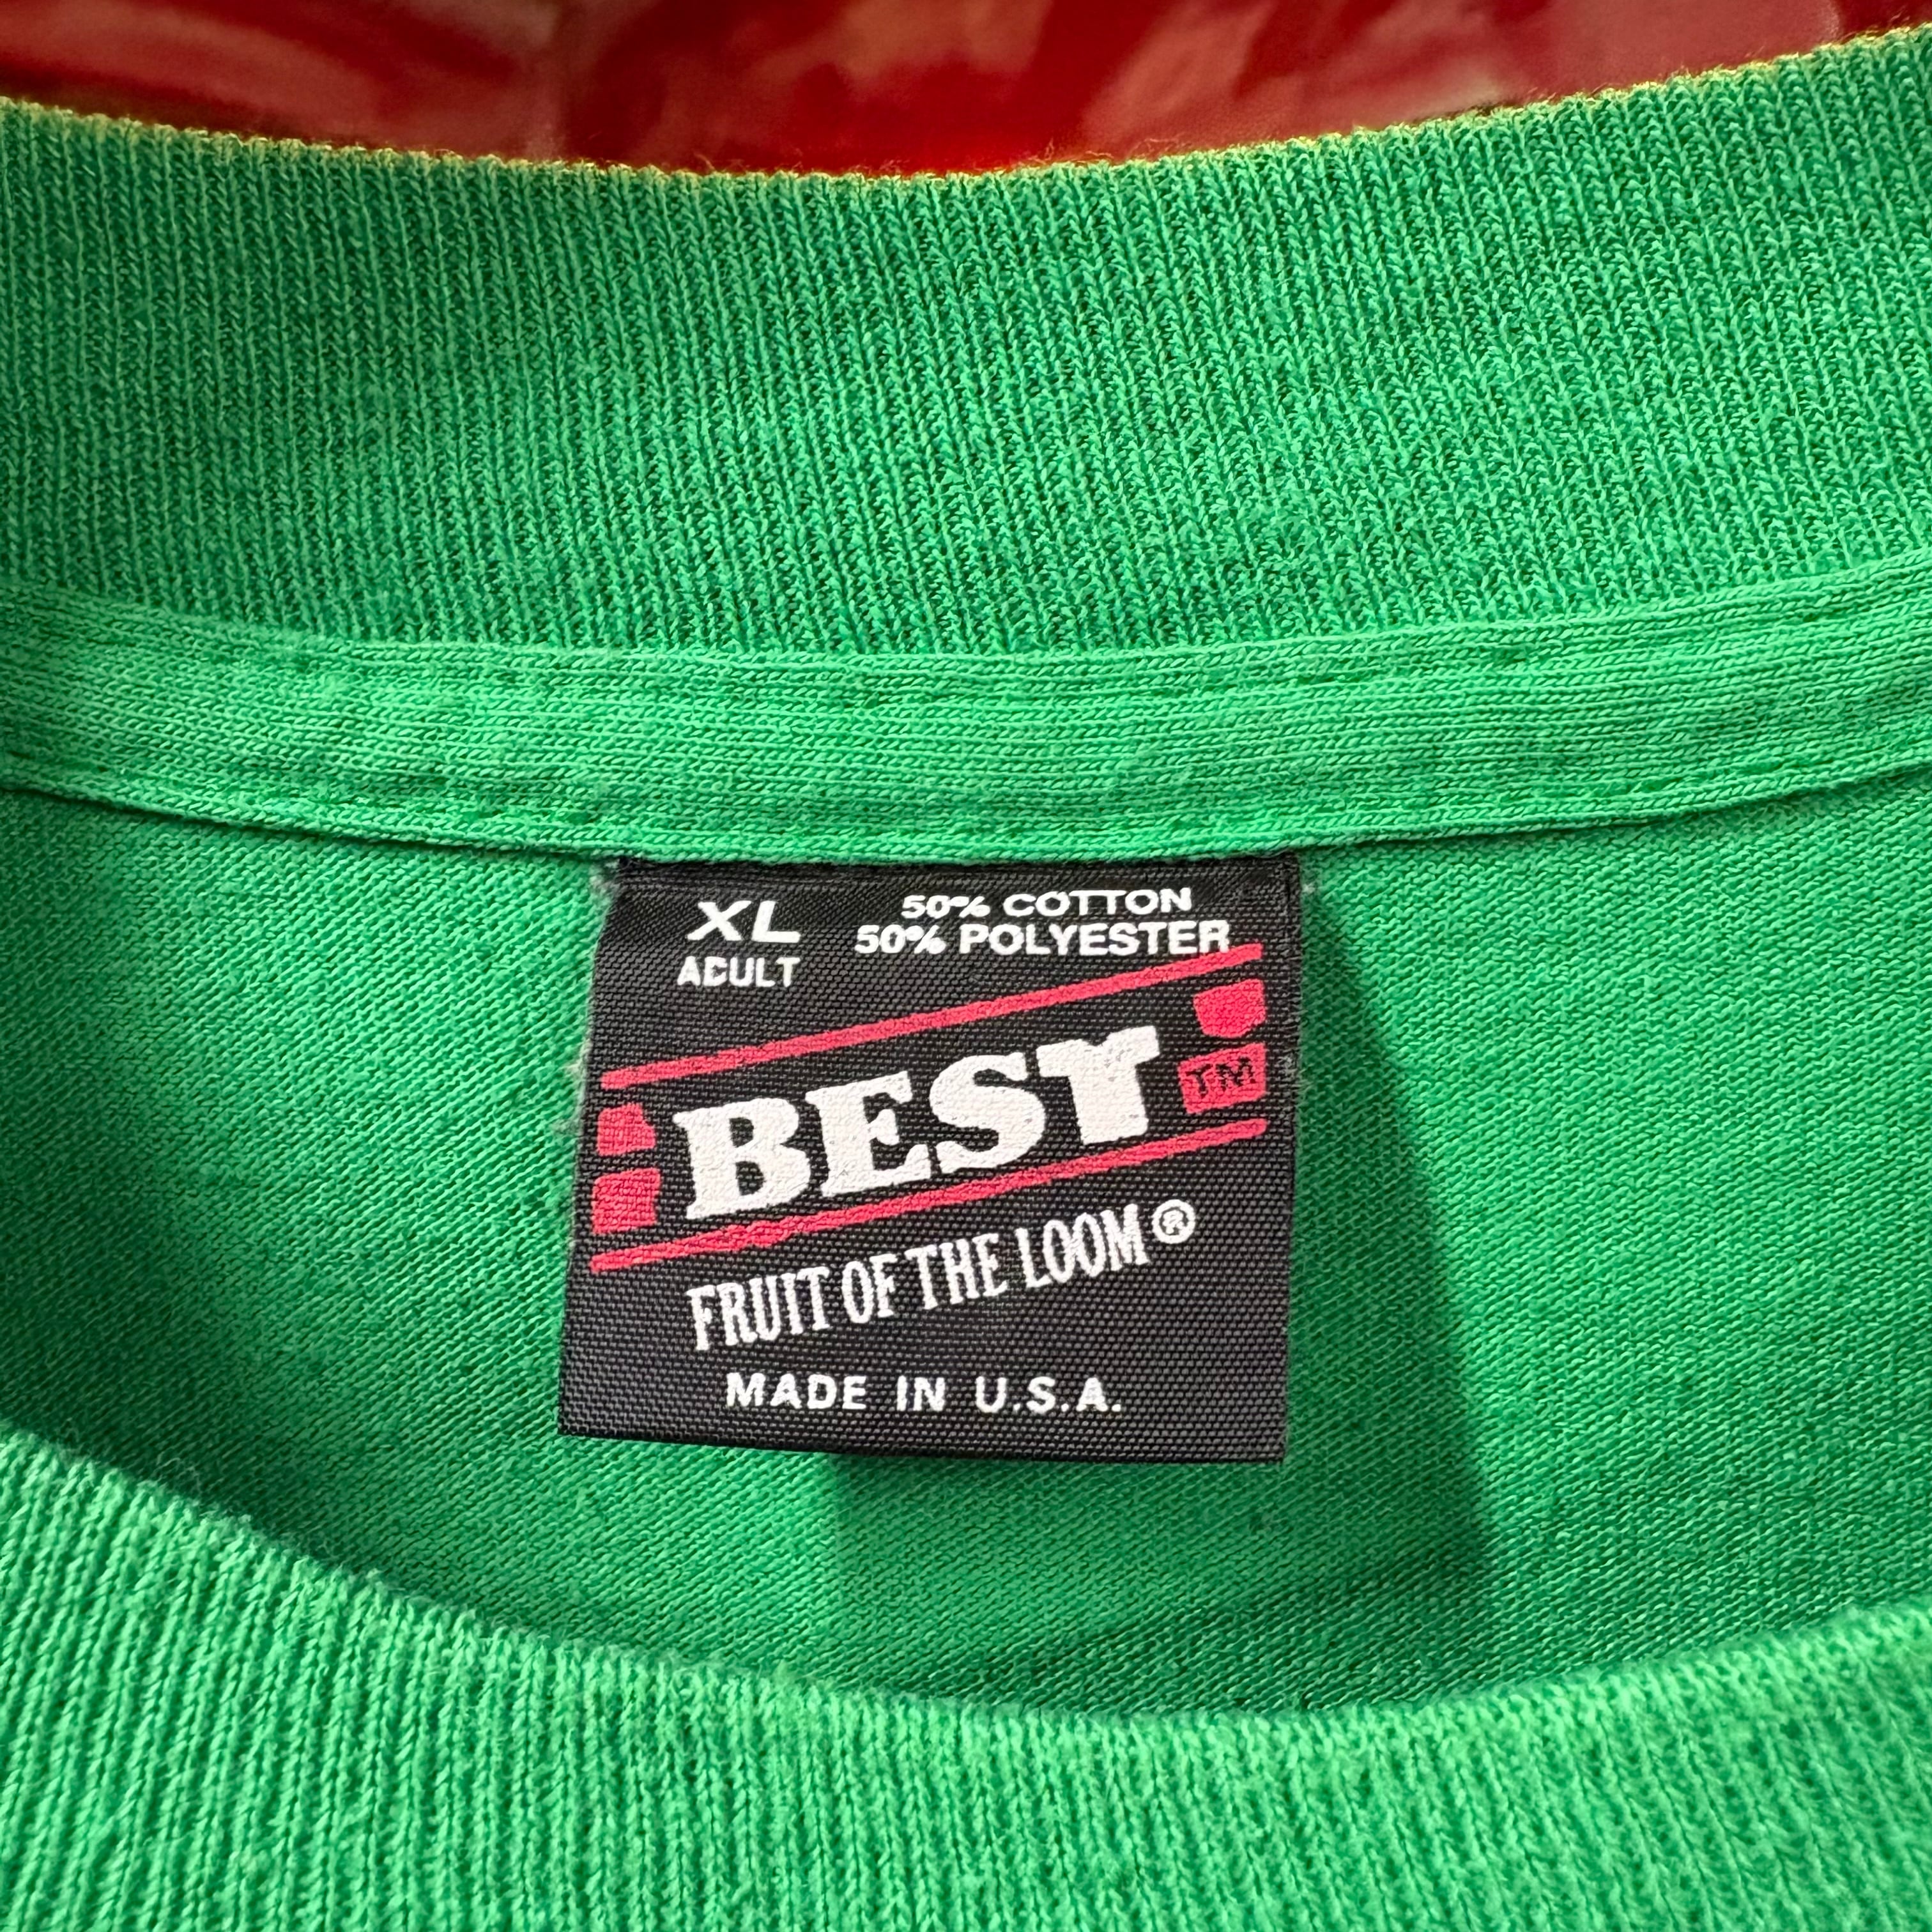 XL
ADULT
50% COTTON
50% POLYESTER
BEST
TM
FRUIT OF THE LOOM®
MADE IN U.S.A.